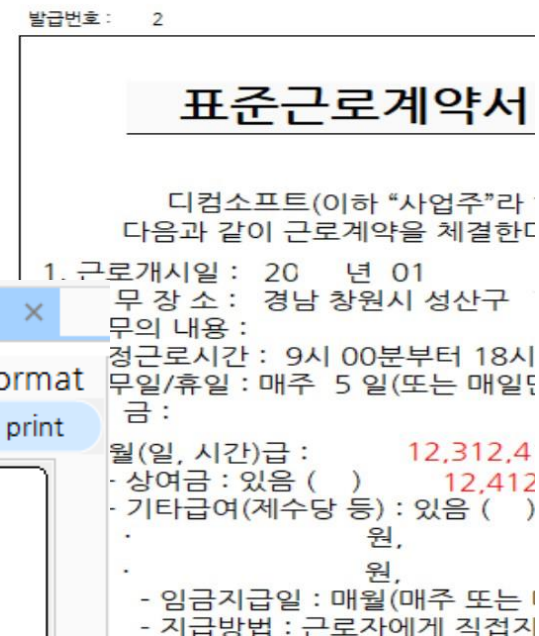 발급번호 : 2
표준근로계약서
디컴소프트(이하 “사업주”라
다음과 같이 근로계약을 체결한다
1. 근로개시일 : 20 년 01
무 장 소 : 경남 창원시 성산구
무의 내용 :
정근로시간 : 9시 00분부터 18시
ormat
무일/휴일 : 매주 5 일(또는 매일
print
금 :
월(일, 시간)급 : 12,312,4
- 상여금 : 있음 ( ) 12,412
- 기타급여(제수당 등) : 있음 ( )
· 원,
· 원,
- 임금지급일 : 매월(매주 또는
- 지급방법 : 근로자에게 직접지